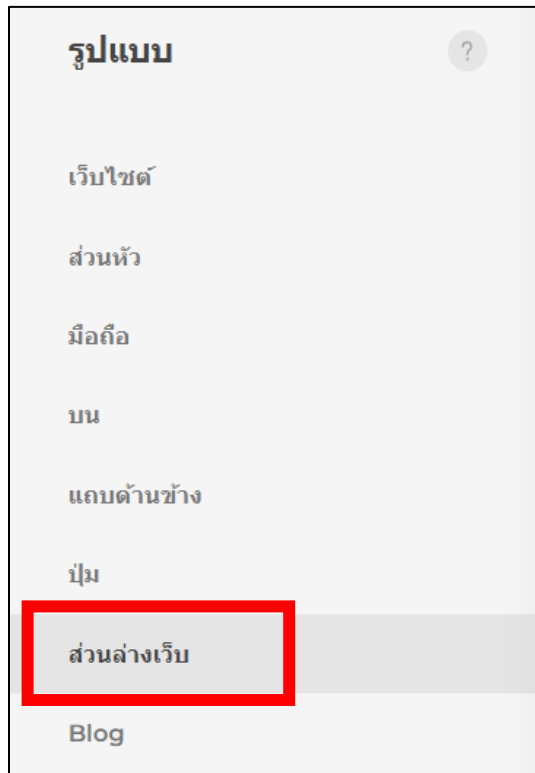 รูปแบบ
?
เว็บไซต์
ส่วนหัว
มือถือ
บน
แถบด้านข้าง
ปุ่ม
ส่วนล่างเว็บ
Blog